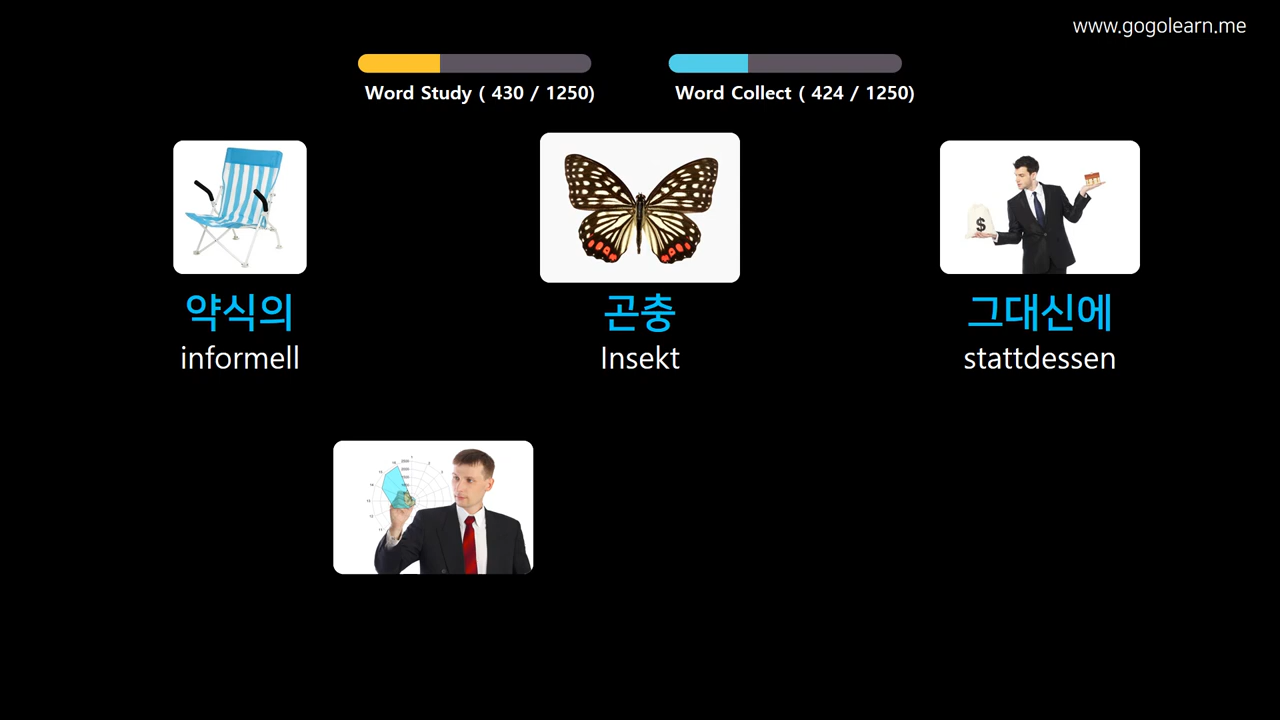 www.gogolearn.me
Word Study ( 430 / 1250)
Word Collect ( 424 / 1250)
$
약식의
곤충
그대신에
informell
Insekt
stattdessen